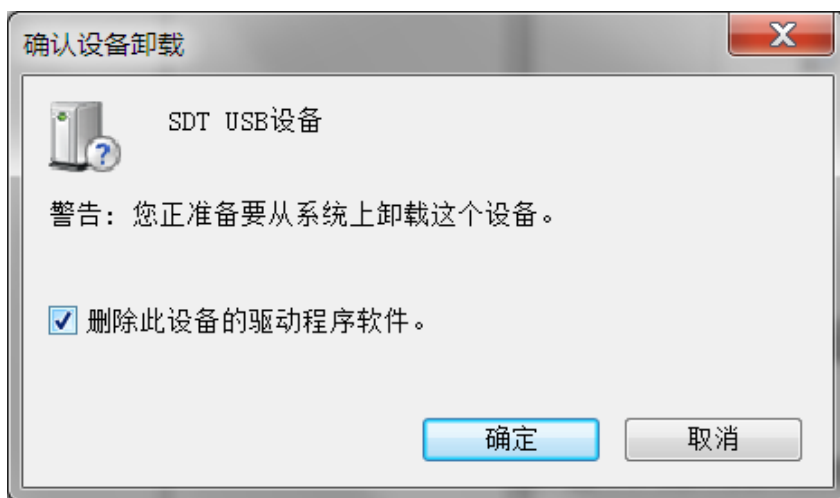 确认设备卸载
SDT USB设备
警告: 您正准备要从系统上卸载这个设备。
删除此设备的驱动程序软件。
确定
取消